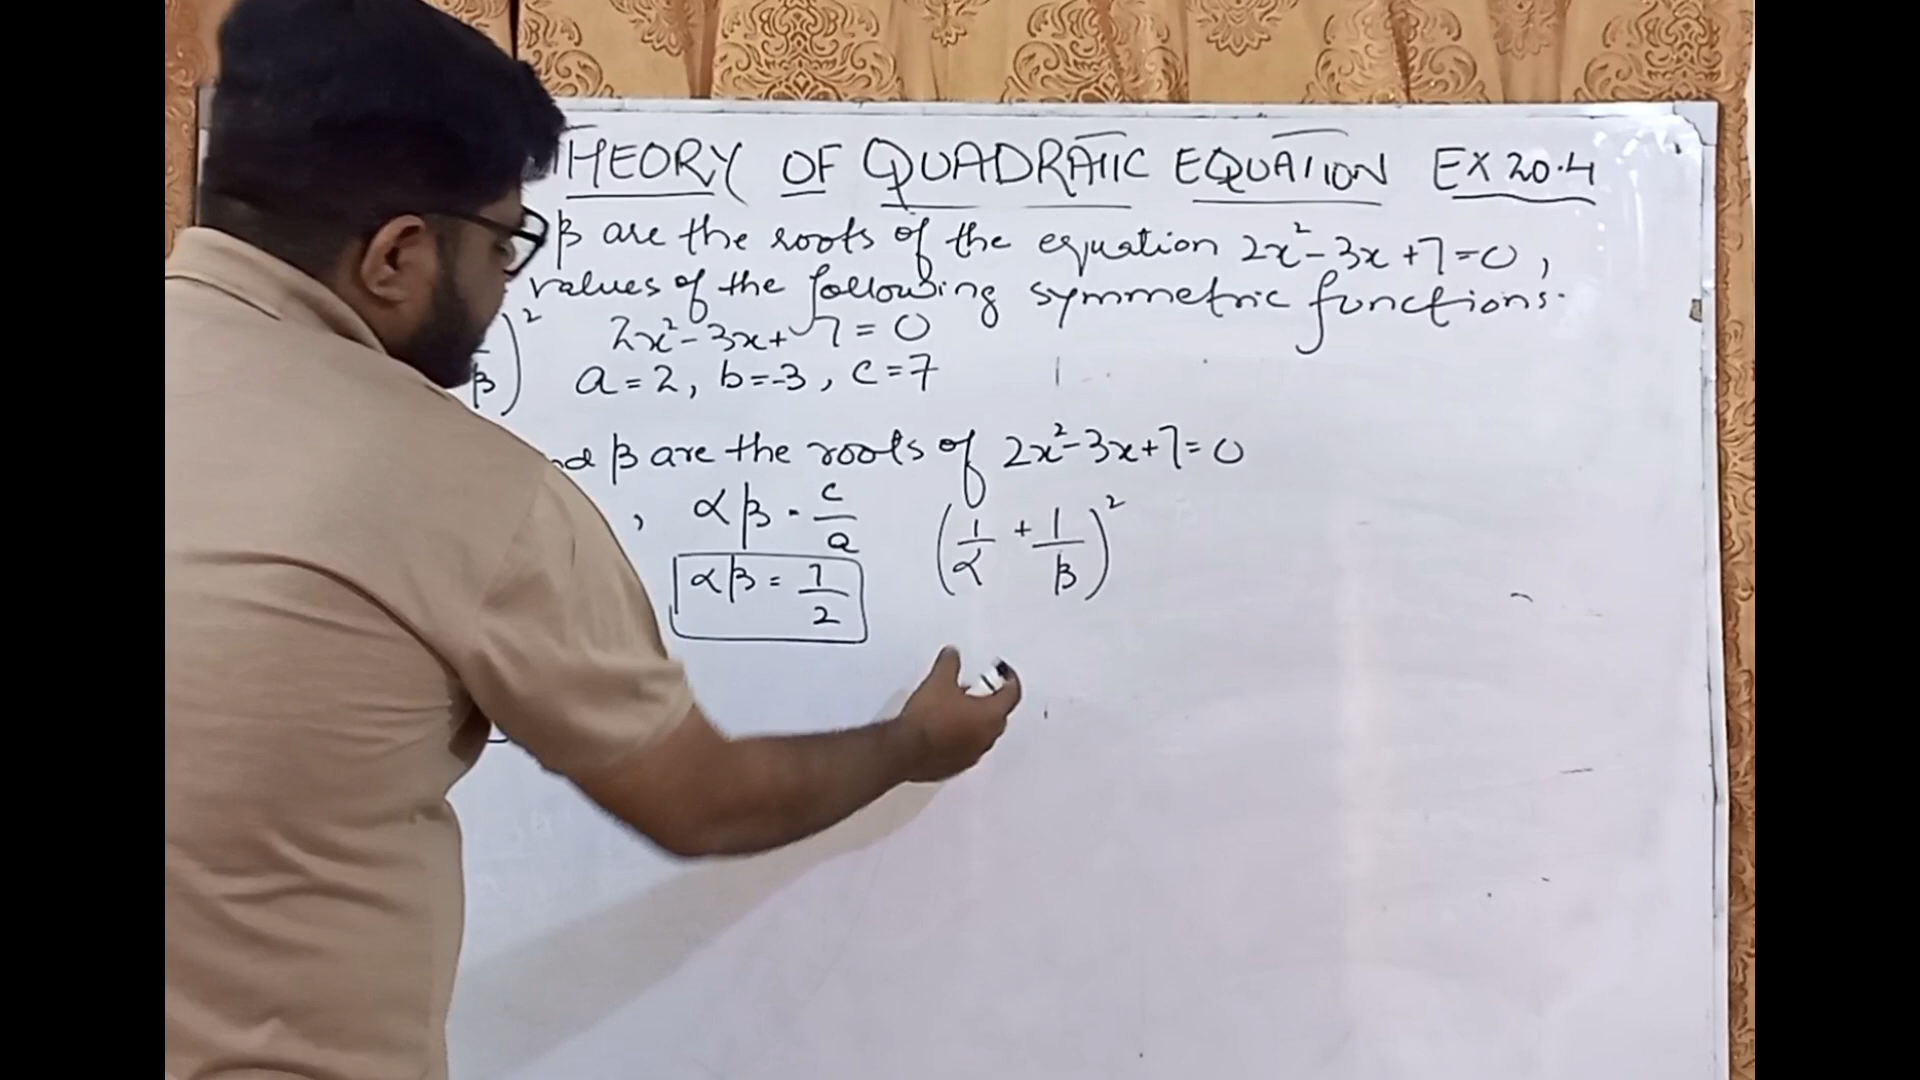 THEORY OF QUADRATIC EQUATION EX 20.4
β are the roots of the equation 2x²-3x+7=0,
values of the following symmetric functions.
β)² 2x²-3x+7=0
a=2, b=-3, c=7
β are the roots of 2x²-3x+7=0
, αβ = c/a (1/α + 1/β)²
αβ = 7/2